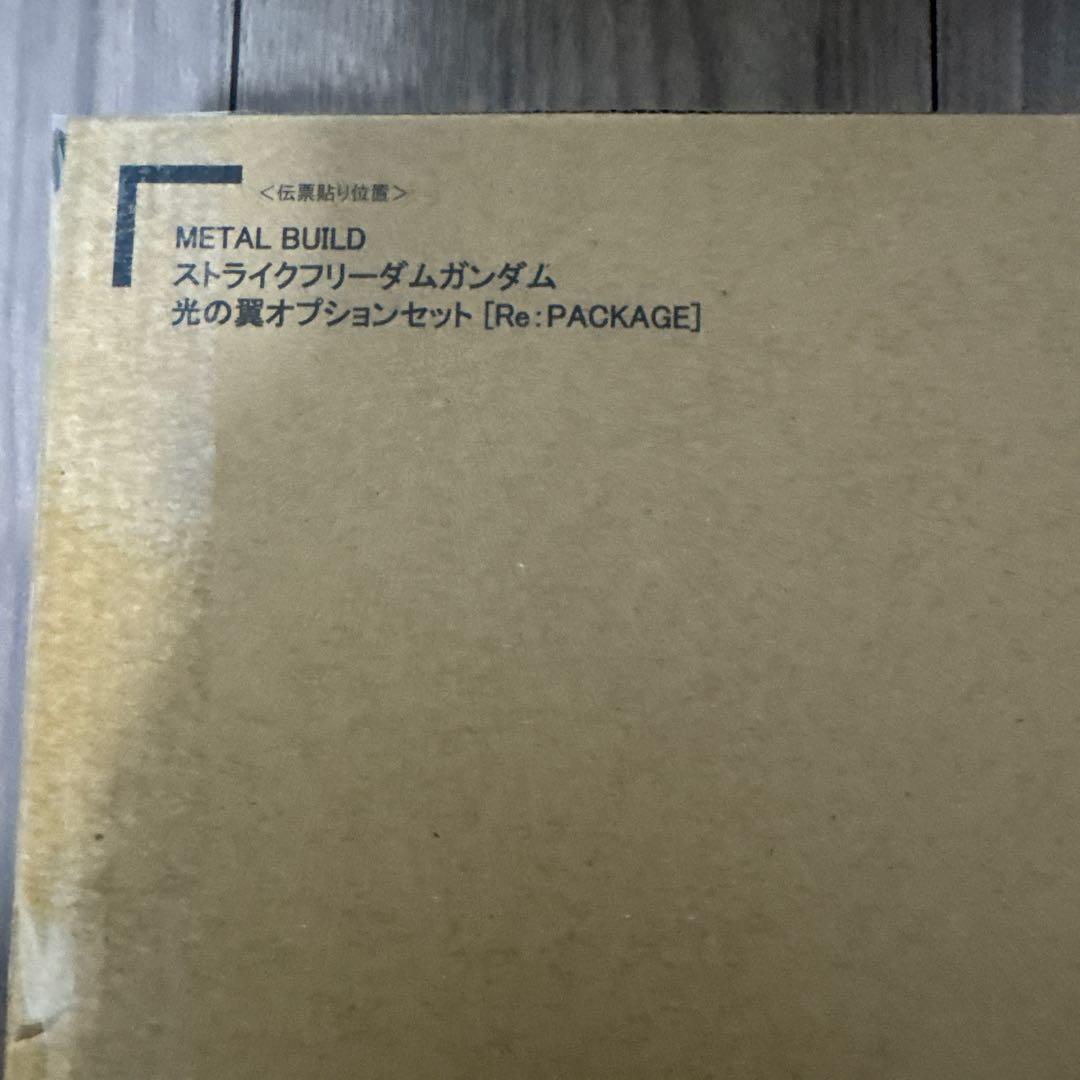 ＜伝票貼り位置＞
METAL BUILD
ストライクフリーダムガンダム
光の翼オプションセット [Re:PACKAGE]